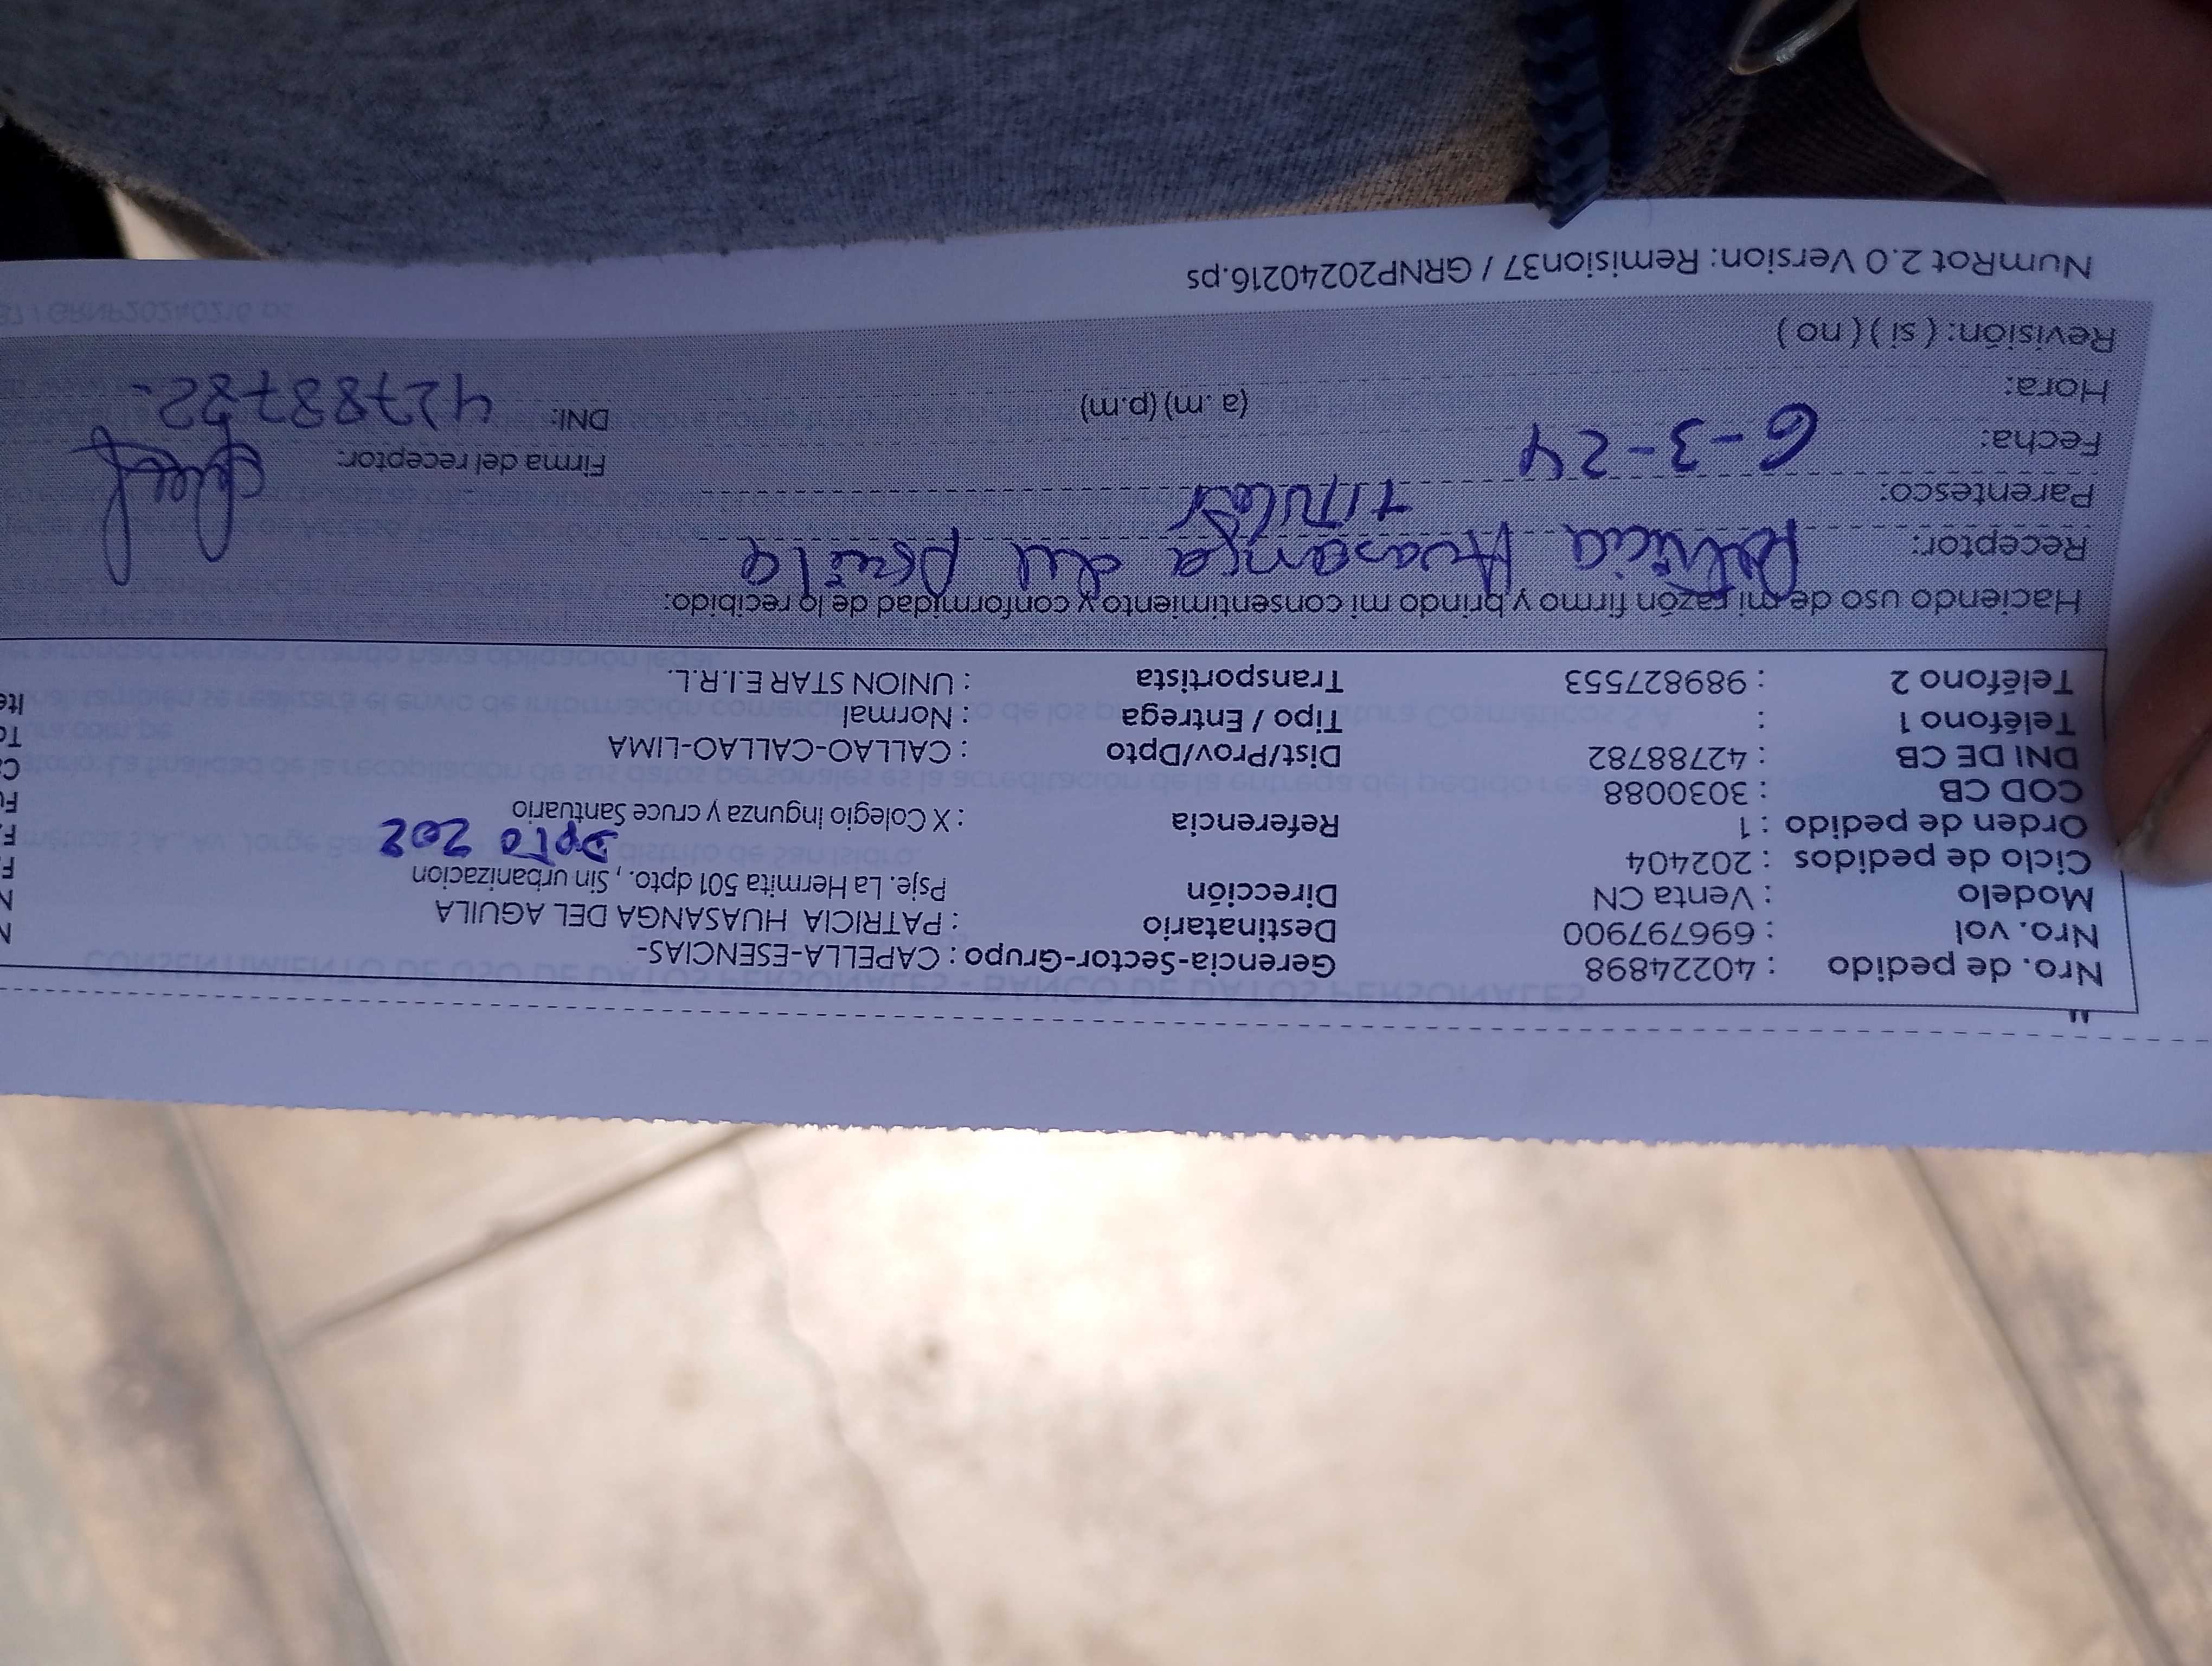 "
Nro. de pedido : 40224898 Gerencia-Sector-Grupo : CAPELLA-ESENCIAS-
Nro. vol : 696797900 Destinatario : PATRICIA HUASANGA DEL AGUILA
Modelo : Venta CN Dirección Psje. La Hermita 501 dpto. , Sin urbanizacion
Ciclo de pedidos : 202404 Dpto 202
Orden de pedido : 1 Referencia : X Colegio Ingunza y cruce Santuario
COD CB : 3030088
DNI DE CB : 42788782 Dist/Prov/Dpto : CALLAO-CALLAO-LIMA
Teléfono 1 : Tipo / Entrega : Normal
Teléfono 2 : 989827553 Transportista : UNION STAR E.I.R.L.
Haciendo uso de mi razón firmo y brindo mi consentimiento y conformidad de lo recibido:
Receptor: Patricia Huasanga del
Parentesco: titular
Fecha: 6-3-24 Firma del receptor:
Hora: (a .m) (p.m) DNI: 42788782-
Revisión: ( si ) ( no )
NumRot 2.0 Version: Remision37 / GRNP20240216.ps